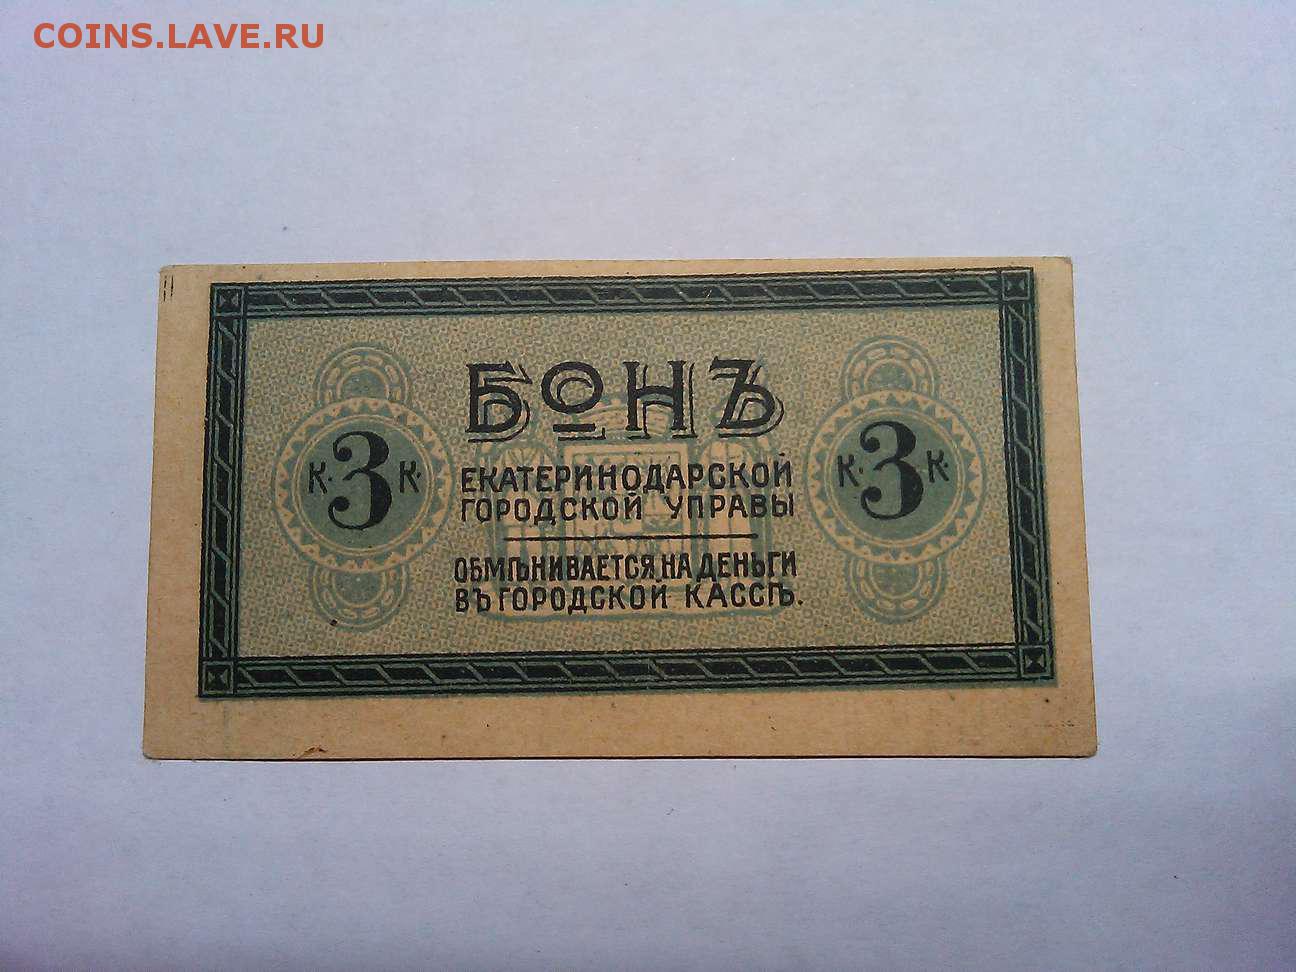 COINS.LAVE.RU
БОНЪ
К. 3 К.
ЕКАТЕРИНОДАРСКОЙ
ГОРОДСКОЙ УПРАВЫ
К. 3 К.
ОБМѢНИВАЕТСЯ НА ДЕНЬГИ
ВЪ ГОРОДСКОЙ КАССѢ.